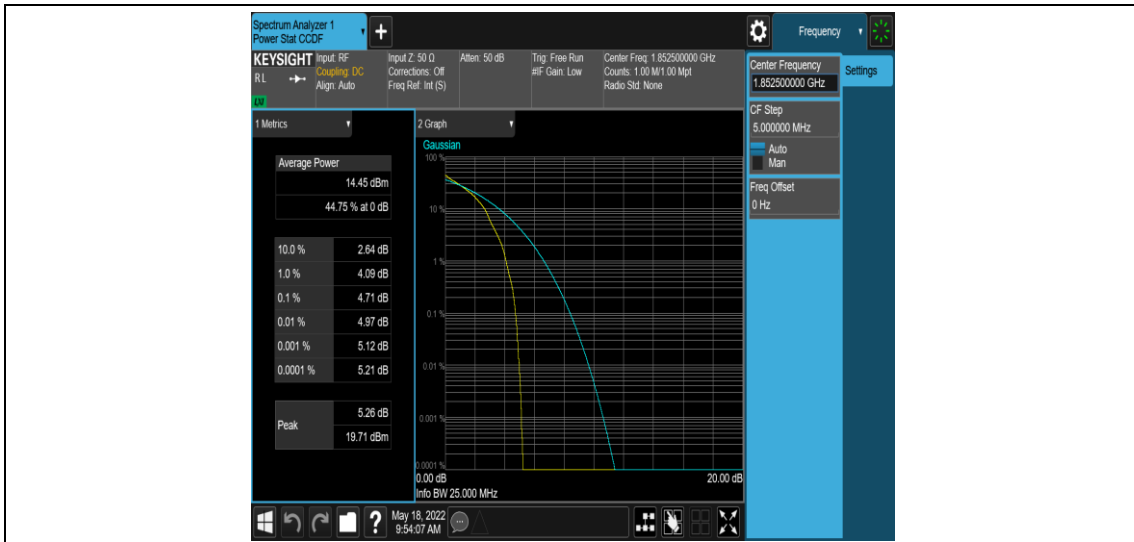 Spectrum Analyzer 1
Power Stat CCDF
Frequency
KEYSIGHT
RL
LXI
Input: RF
Coupling: DC
Align: Auto
Input Z: 50 Ω
Corrections: Off
Freq Ref: Int (S)
Atten: 50 dB
Trig: Free Run
#IF Gain: Low
Center Freq: 1.852500000 GHz
Counts: 1.00 M/1.00 Mpt
Radio Std: None
Center Frequency
1.852500000 GHz
Settings
CF Step
5.000000 MHz
Auto
Man
Freq Offset
0 Hz
1 Metrics
Average Power
14.45 dBm
44.75 % at 0 dB
10.0 % 2.64 dB
1.0 % 4.09 dB
0.1 % 4.71 dB
0.01 % 4.97 dB
0.001 % 5.12 dB
0.0001 % 5.21 dB
Peak
5.26 dB
19.71 dBm
2 Graph
Gaussian
100 %
10 %
1 %
0.1 %
0.01 %
0.001 %
0.0001 %
0.00 dB 20.00 dB
Info BW 25.000 MHz
?
May 18, 2022
9:54:07 AM